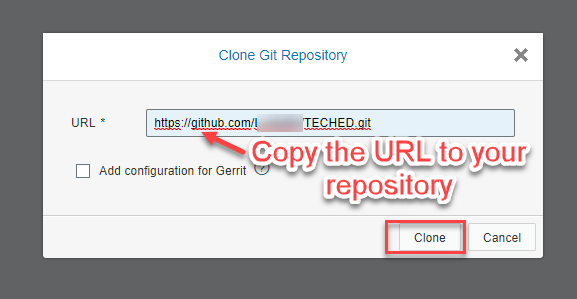 Clone Git Repository
URL * https://github.com/ /TECHED.git
Copy the URL to your
repository
Add configuration for Gerrit ?
Clone Cancel